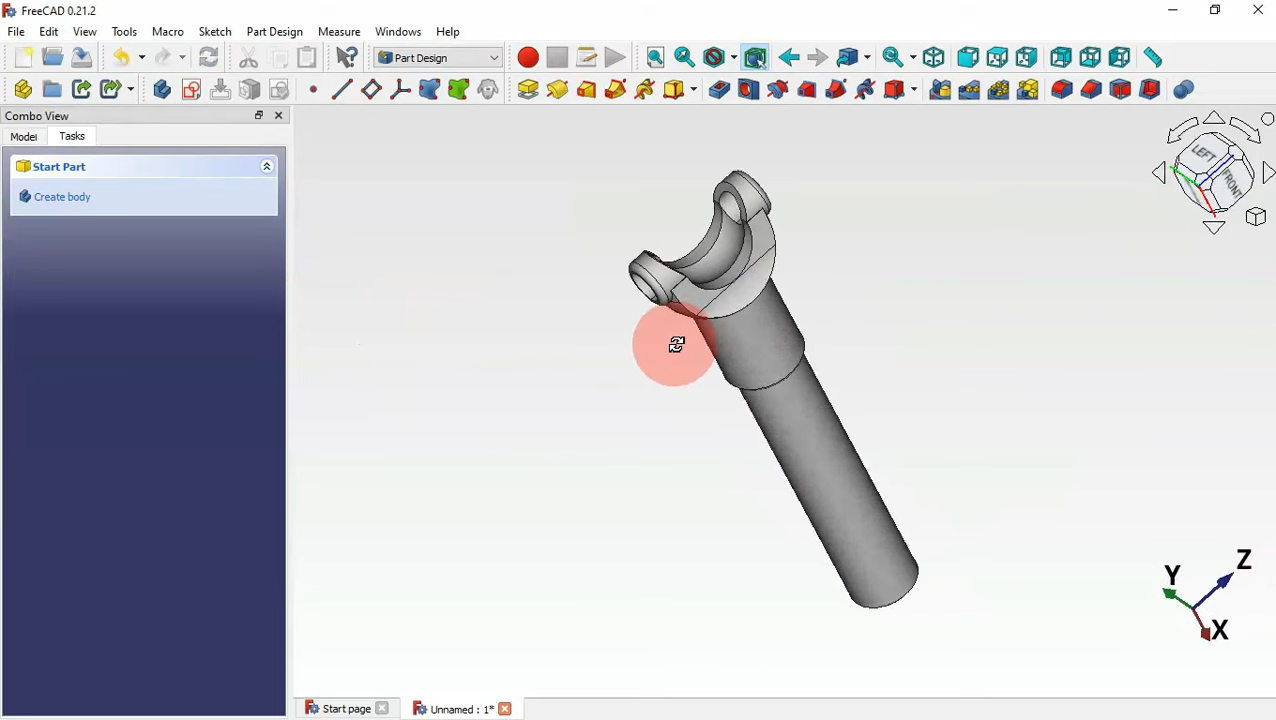 FreeCAD 0.21.2
File Edit View Tools Macro Sketch Part Design Measure Windows Help
Part Design
Combo View
Model Tasks
Start Part
Create body
LEFT FRONT
Z
Y
X
Start page Unnamed : 1*